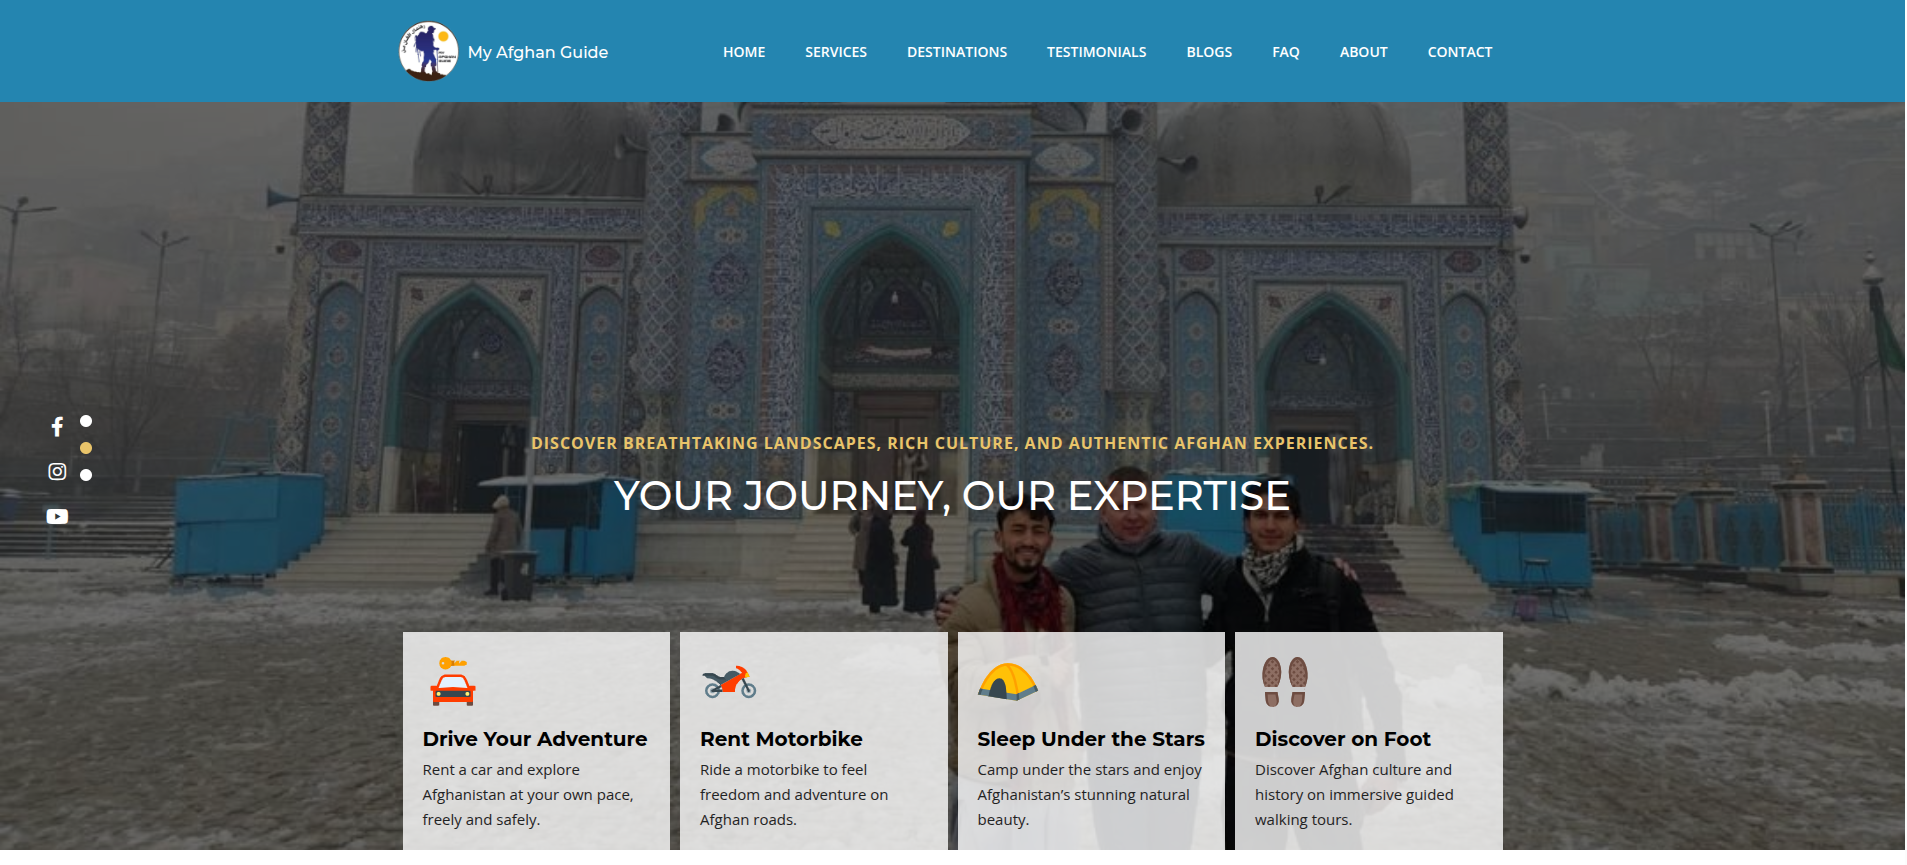 My Afghan Guide
HOME
SERVICES
DESTINATIONS
TESTIMONIALS
BLOGS
FAQ
ABOUT
CONTACT
DISCOVER BREATHTAKING LANDSCAPES, RICH CULTURE, AND AUTHENTIC AFGHAN EXPERIENCES.
YOUR JOURNEY, OUR EXPERTISE
Drive Your Adventure
Rent a car and explore
Afghanistan at your own pace,
freely and safely.
Rent Motorbike
Ride a motorbike to feel
freedom and adventure on
Afghan roads.
Sleep Under the Stars
Camp under the stars and enjoy
Afghanistan’s stunning natural
beauty.
Discover on Foot
Discover Afghan culture and
history on immersive guided
walking tours.